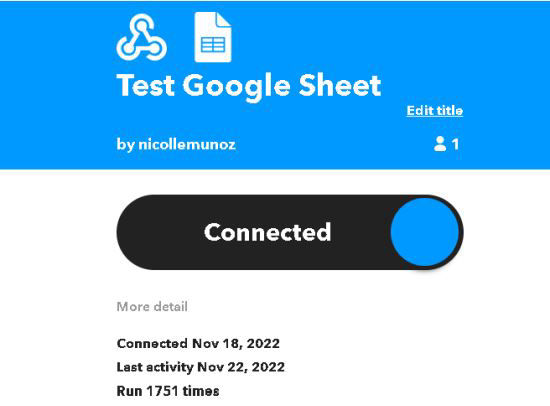 Test Google Sheet
Edit title
by nicollemunoz
1
Connected
More detail
Connected Nov 18, 2022
Last activity Nov 22, 2022
Run 1751 times